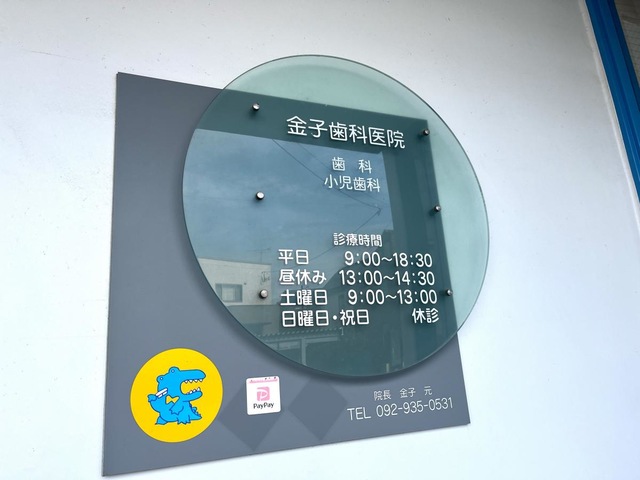 金子歯科医院
歯 科
小児歯科
診療時間
平日 9:00～18:30
昼休み 13:00～14:30
土曜日 9:00～13:00
日曜日・祝日 休診
院長 金子 元
TEL 092-935-0531
PayPay